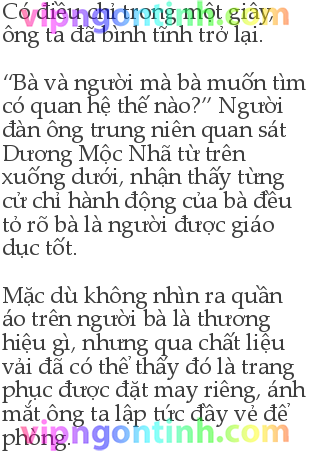 Có điều chỉ trong một giây,
ông ta đã bình tĩnh trở lại.
“Bà và người mà bà muốn tìm
có quan hệ thế nào?” Người
đàn ông trung niên quan sát
Dương Mộc Nhã từ trên
xuống dưới, nhận thấy từng
cử chỉ hành động của bà đều
tỏ rõ bà là người được giáo
dục tốt.
Mặc dù không nhìn ra quần
áo trên người bà là thương
hiệu gì, nhưng qua chất liệu
vải đã có thể thấy đó là trang
phục được đặt may riêng, ánh
mắt ông ta lập tức đầy vẻ đề
phòng.
vipngontinh.com
vipngontinh.com